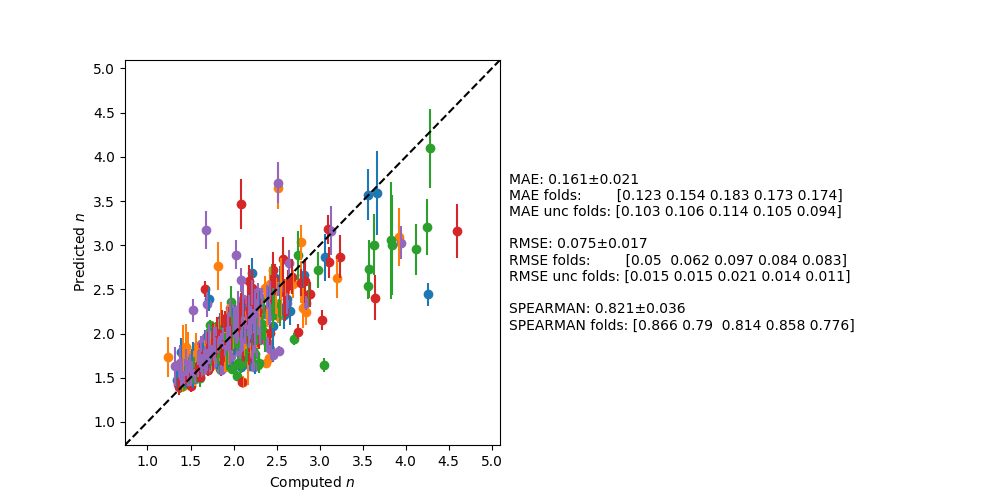 5.0
4.5
4.0
3.5
3.0
2.5
2.0
1.5
1.0
Predicted n
1.0 1.5 2.0 2.5 3.0 3.5 4.0 4.5 5.0
Computed n
MAE: 0.161±0.021
MAE folds: [0.123 0.154 0.183 0.173 0.174]
MAE unc folds: [0.103 0.106 0.114 0.105 0.094]
RMSE: 0.075±0.017
RMSE folds: [0.05 0.062 0.097 0.084 0.083]
RMSE unc folds: [0.015 0.015 0.021 0.014 0.011]
SPEARMAN: 0.821±0.036
SPEARMAN folds: [0.866 0.79 0.814 0.858 0.776]